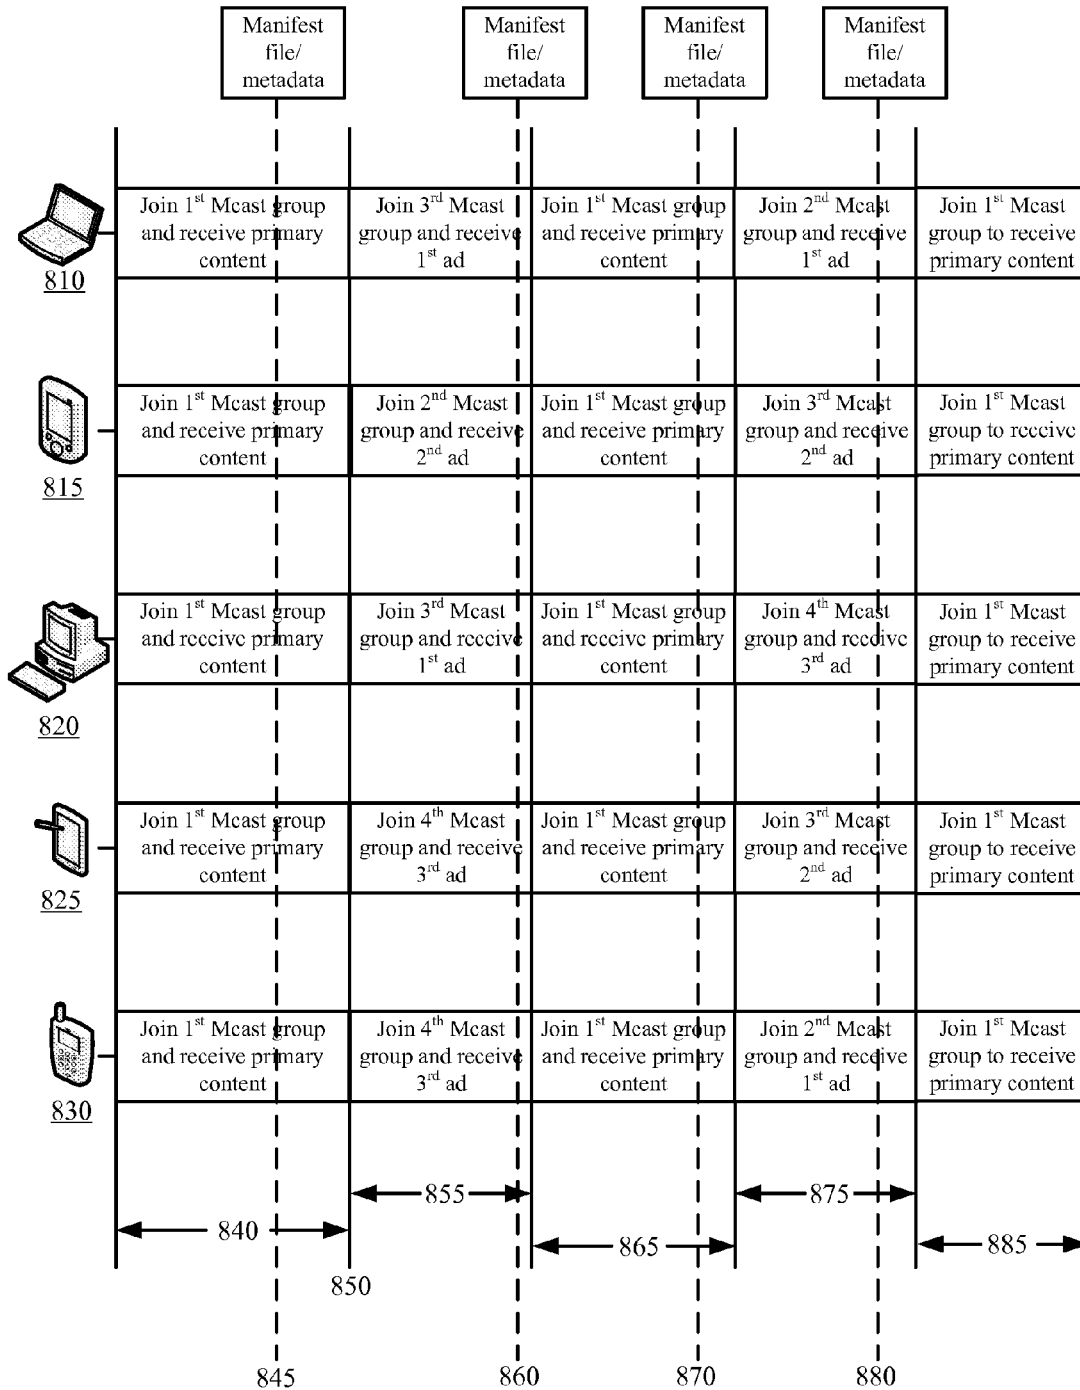 Manifest file/ metadata
Manifest file/ metadata
Manifest file/ metadata
Manifest file/ metadata
Join 1st Mcast group and receive primary content
Join 3rd Mcast group and receive 1st ad
Join 1st Mcast group and receive primary content
Join 2nd Mcast group and receive 1st ad
Join 1st Mcast group to receive primary content
810
Join 1st Mcast group and receive primary content
Join 2nd Mcast group and receive 2nd ad
Join 1st Mcast group and receive primary content
Join 3rd Mcast group and receive 2nd ad
Join 1st Mcast group to receive primary content
815
Join 1st Mcast group and receive primary content
Join 3rd Mcast group and receive 1st ad
Join 1st Mcast group and receive primary content
Join 4th Mcast group and receive 3rd ad
Join 1st Mcast group to receive primary content
820
Join 1st Mcast group and receive primary content
Join 4th Mcast group and receive 3rd ad
Join 1st Mcast group and receive primary content
Join 3rd Mcast group and receive 2nd ad
Join 1st Mcast group to receive primary content
825
Join 1st Mcast group and receive primary content
Join 4th Mcast group and receive 3rd ad
Join 1st Mcast group and receive primary content
Join 2nd Mcast group and receive 1st ad
Join 1st Mcast group to receive primary content
830
855
875
840
865
885
850
845
860
870
880